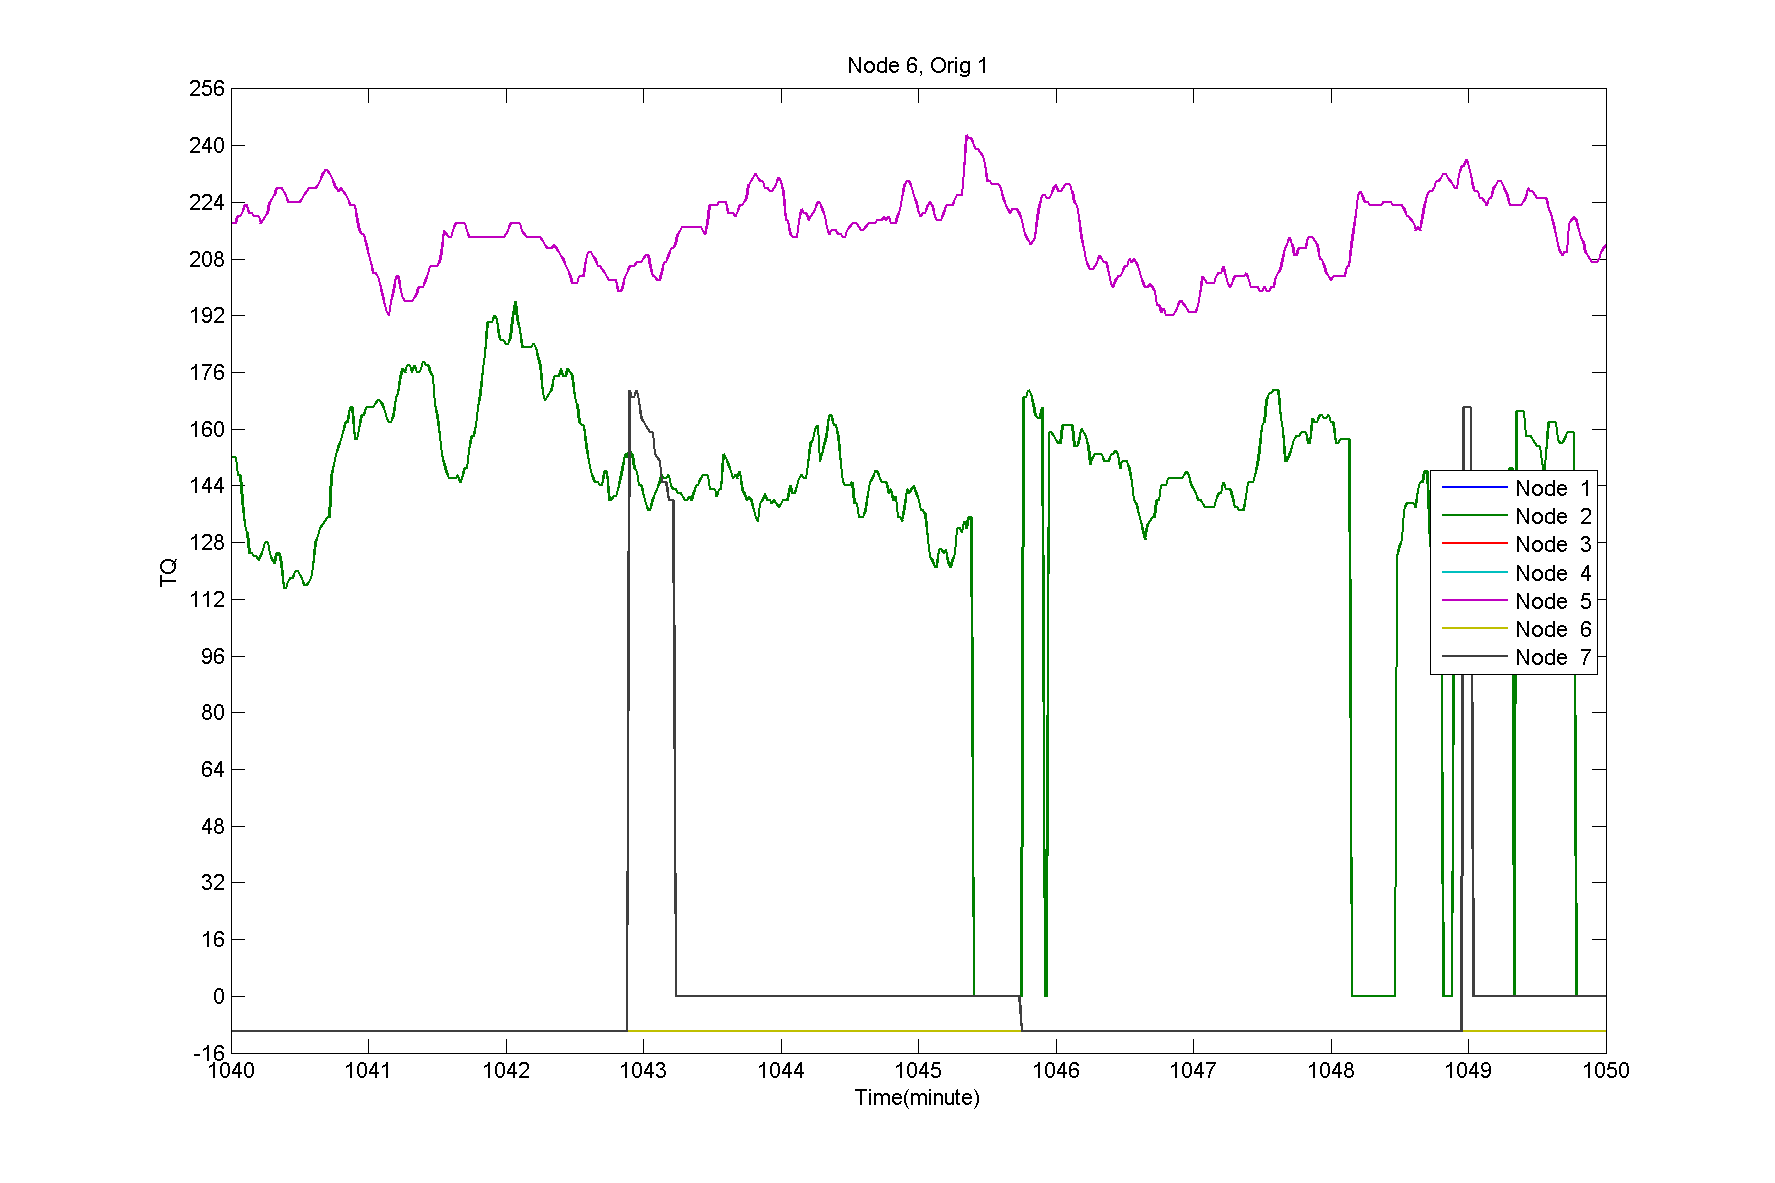 Node 6, Orig 1
256
240
224
208
192
176
160
144
128
112
96
80
64
48
32
16
0
-16
TQ
Node 1
Node 2
Node 3
Node 4
Node 5
Node 6
Node 7
1040 1041 1042 1043 1044 1045 1046 1047 1048 1049 1050
Time(minute)